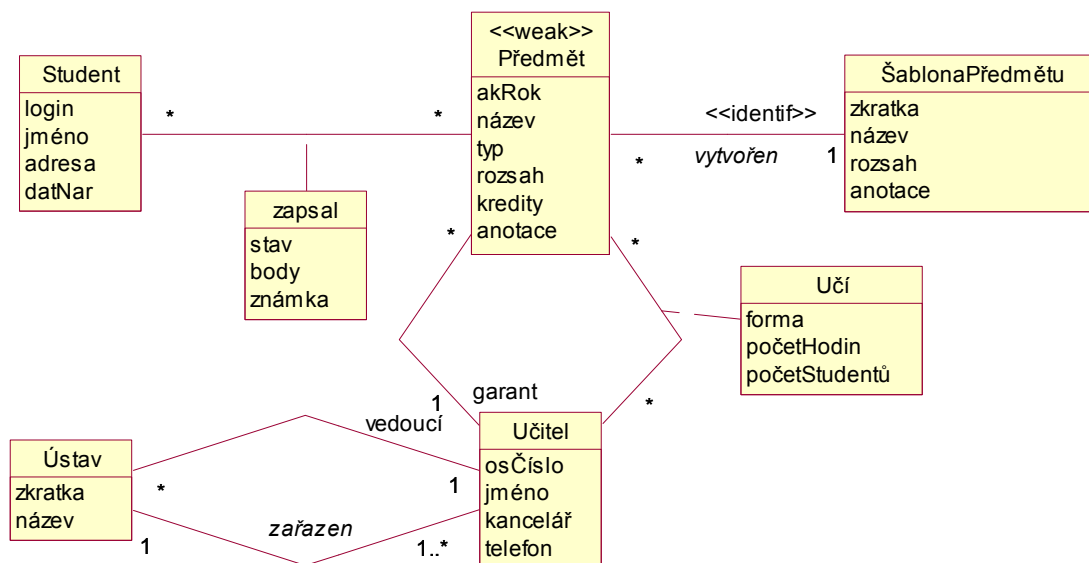 Student
login
jméno
adresa
datNar
*
*
zapsal
stav
body
známka
<<weak>>
Předmět
akRok
název
typ
rozsah
kredity
anotace
<<identif>>
vytvořen
*
1
ŠablonaPředmětu
zkratka
název
rozsah
anotace
*
*
Učí
forma
početHodin
početStudentů
garant
1
*
vedoucí
Učitel
osČíslo
jméno
kancelář
telefon
Ústav
zkratka
název
*
1
zařazen
1
1..*